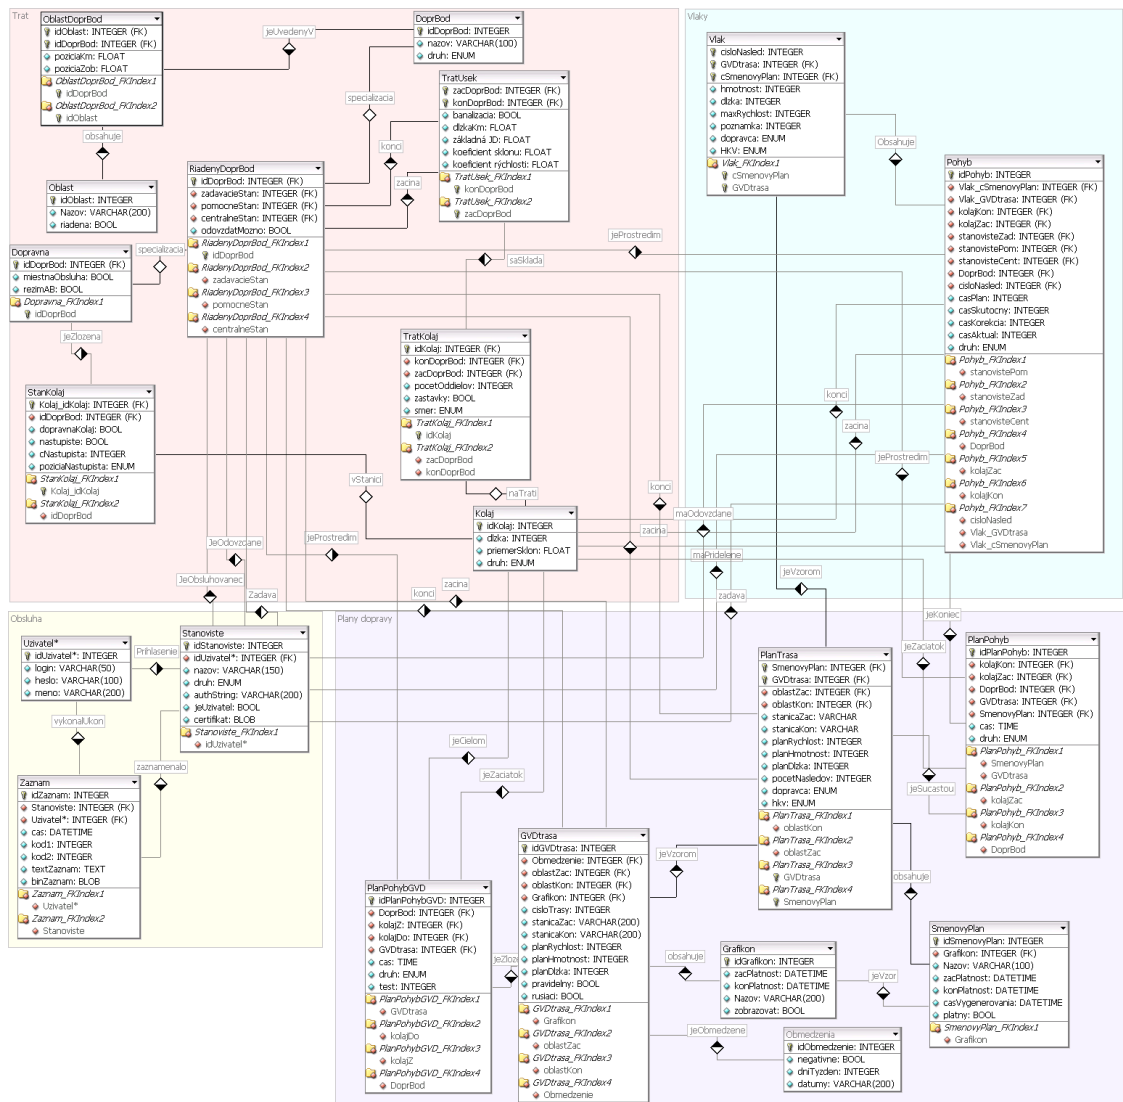 Trat
OblastDoprBod
idOblast: INTEGER (FK)
idDoprBod: INTEGER (FK)
poziciaKm: FLOAT
poziciaZob: FLOAT
OblastDoprBod_FKIndex1
idDoprBod
OblastDoprBod_FKIndex2
idOblast
jeUvedenyV
DoprBod
idDoprBod: INTEGER
nazov: VARCHAR(100)
druh: ENUM
TratUsek
zacDoprBod: INTEGER (FK)
konDoprBod: INTEGER (FK)
banalizacia: BOOL
dlzkaKm: FLOAT
základná JD: FLOAT
koeficient sklonu: FLOAT
koeficient rýchlosti: FLOAT
TratUsek_FKIndex1
konDoprBod
TratUsek_FKIndex2
zacDoprBod
specializacia
konci
zacina
obsahuje
Oblast
idOblast: INTEGER
Nazov: VARCHAR(200)
riadena: BOOL
RiadenyDoprBod
idDoprBod: INTEGER (FK)
zadavacieStan: INTEGER (FK)
pomocneStan: INTEGER (FK)
centralneStan: INTEGER (FK)
odovzdatMozno: BOOL
RiadenyDoprBod_FKIndex1
idDoprBod
RiadenyDoprBod_FKIndex2
zadavacieStan
RiadenyDoprBod_FKIndex3
pomocneStan
RiadenyDoprBod_FKIndex4
centralneStan
Dopravna
idDoprBod: INTEGER (FK)
miestnaObsluha: BOOL
rezimAB: BOOL
Dopravna_FKIndex1
idDoprBod
specializacia
jeZlozena
StanKolaj
Kolaj_idKolaj: INTEGER (FK)
idDoprBod: INTEGER (FK)
dopravnaKolaj: BOOL
nastupiste: BOOL
cNastupista: INTEGER
poziciaNastupista: ENUM
StanKolaj_FKIndex1
Kolaj_idKolaj
StanKolaj_FKIndex2
idDoprBod
saSklada
jeProstredim
TratKolaj
idKolaj: INTEGER (FK)
konDoprBod: INTEGER (FK)
zacDoprBod: INTEGER (FK)
pocetOddielov: INTEGER
zastavky: BOOL
smer: ENUM
TratKolaj_FKIndex1
idKolaj
TratKolaj_FKIndex2
zacDoprBod
konDoprBod
vStanici
naTrati
Kolaj
idKolaj: INTEGER
dlzka: INTEGER
priemerSklon: FLOAT
druh: ENUM
Vlaky
Vlak
cisloNasled: INTEGER
GVDtrasa: INTEGER (FK)
cSmenovyPlan: INTEGER (FK)
hmotnost: INTEGER
dlzka: INTEGER
maxRychlost: INTEGER
poznamka: INTEGER
dopravca: ENUM
HKV: ENUM
Vlak_FKIndex1
cSmenovyPlan
GVDtrasa
Obsahuje
Pohyb
idPohyb: INTEGER
Vlak_cSmenovyPlan: INTEGER (FK)
Vlak_GVDtrasa: INTEGER (FK)
kolajKon: INTEGER (FK)
kolajZac: INTEGER (FK)
stanovisteZad: INTEGER (FK)
stanovistePom: INTEGER (FK)
stanovisteCent: INTEGER (FK)
DoprBod: INTEGER (FK)
cisloNasled: INTEGER (FK)
casPlan: INTEGER
casSkutocny: INTEGER
casKorekcia: INTEGER
casAktual: INTEGER
druh: ENUM
Pohyb_FKIndex1
stanovistePom
Pohyb_FKIndex2
stanovisteZad
Pohyb_FKIndex3
stanovisteCent
Pohyb_FKIndex4
DoprBod
Pohyb_FKIndex5
kolajZac
Pohyb_FKIndex6
kolajKon
Pohyb_FKIndex7
cisloNasled
Vlak_GVDtrasa
Vlak_cSmenovyPlan
konci
zacina
jeProstredim
konci
maOdovzdane
zacina
maPridelene
jeVzorom
zadava
JeOdovzdane
jeProstredim
JeObsluhovanec
Zadava
konci
zacina
jeKoniec
jeZaciatok
Obsluha
Uzivatel*
idUzivatel*: INTEGER
login: VARCHAR(50)
heslo: VARCHAR(100)
meno: VARCHAR(200)
Prihlasenie
Stanoviste
idStanoviste: INTEGER
idUzivatel*: INTEGER (FK)
nazov: VARCHAR(150)
druh: ENUM
authString: VARCHAR(200)
jeUzivatel: BOOL
certifikat: BLOB
Stanoviste_FKIndex1
idUzivatel*
vykonalUkon
zaznamenalo
Zaznam
idZaznam: INTEGER
Stanoviste: INTEGER (FK)
Uzivatel*: INTEGER (FK)
cas: DATETIME
kod1: INTEGER
kod2: INTEGER
textZaznam: TEXT
binZaznam: BLOB
Zaznam_FKIndex1
Uzivatel*
Zaznam_FKIndex2
Stanoviste
Plany dopravy
jeCielom
jeZaciatok
PlanTrasa
SmenovyPlan: INTEGER (FK)
GVDtrasa: INTEGER (FK)
oblastZac: INTEGER (FK)
oblastKon: INTEGER (FK)
stanicaZac: VARCHAR
stanicaKon: VARCHAR
planRychlost: INTEGER
planHmotnost: INTEGER
planDlzka: INTEGER
pocetNasledov: INTEGER
dopravca: ENUM
hkv: ENUM
PlanTrasa_FKIndex1
oblastKon
PlanTrasa_FKIndex2
oblastZac
PlanTrasa_FKIndex3
GVDtrasa
PlanTrasa_FKIndex4
SmenovyPlan
PlanPohyb
idPlanPohyb: INTEGER
kolajKon: INTEGER (FK)
kolajZac: INTEGER (FK)
DoprBod: INTEGER (FK)
GVDtrasa: INTEGER (FK)
SmenovyPlan: INTEGER (FK)
cas: TIME
druh: ENUM
PlanPohyb_FKIndex1
SmenovyPlan
GVDtrasa
PlanPohyb_FKIndex2
kolajZac
PlanPohyb_FKIndex3
kolajKon
PlanPohyb_FKIndex4
DoprBod
jeSucastou
PlanPohybGVD
idPlanPohybGVD: INTEGER
DoprBod: INTEGER (FK)
kolajZ: INTEGER (FK)
kolajDo: INTEGER (FK)
GVDtrasa: INTEGER (FK)
cas: TIME
druh: ENUM
test: INTEGER
PlanPohybGVD_FKIndex1
GVDtrasa
PlanPohybGVD_FKIndex2
kolajDo
PlanPohybGVD_FKIndex3
kolajZ
PlanPohybGVD_FKIndex4
DoprBod
GVDtrasa
idGVDtrasa: INTEGER
Obmedzenie: INTEGER (FK)
oblastZac: INTEGER (FK)
oblastKon: INTEGER (FK)
Grafikon: INTEGER (FK)
cisloTrasy: INTEGER
stanicaZac: VARCHAR(200)
stanicaKon: VARCHAR(200)
planRychlost: INTEGER
planHmotnost: INTEGER
planDlzka: INTEGER
pravidelny: BOOL
rusiaci: BOOL
GVDtrasa_FKIndex1
Grafikon
GVDtrasa_FKIndex2
oblastZac
GVDtrasa_FKIndex3
oblastKon
GVDtrasa_FKIndex4
Obmedzenie
jeVzorom
obsahuje
obsahuje
Grafikon
idGrafikon: INTEGER
zacPlatnost: DATETIME
konPlatnost: DATETIME
Nazov: VARCHAR(200)
zobrazovat: BOOL
jeVzor
SmenovyPlan
idSmenovyPlan: INTEGER
Grafikon: INTEGER (FK)
Nazov: VARCHAR(100)
zacPlatnost: DATETIME
konPlatnost: DATETIME
casVygenerovania: DATETIME
platny: BOOL
SmenovyPlan_FKIndex1
Grafikon
jeObmedzene
Obmedzenia
idObmedzenie: INTEGER
negativne: BOOL
dniTyzden: INTEGER
datumy: VARCHAR(200)